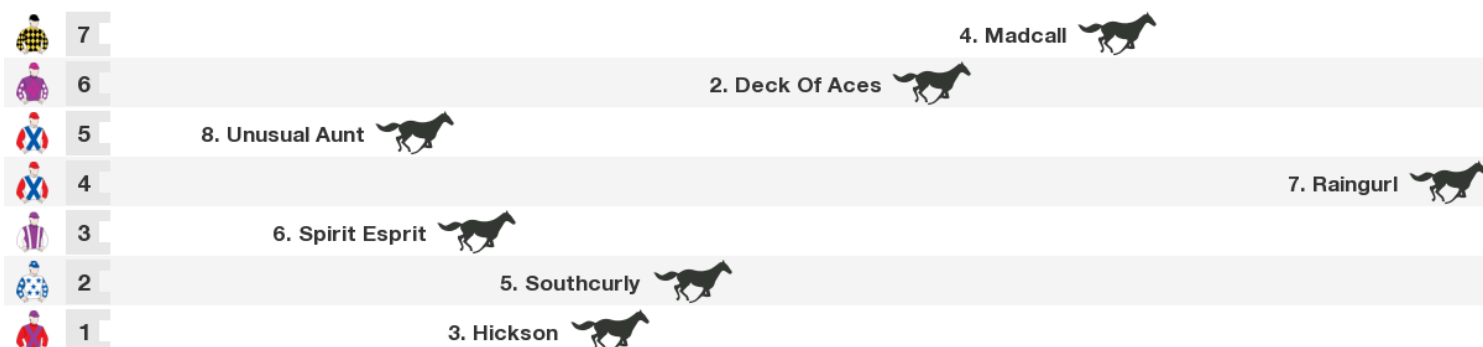 7 4. Madcall
6 2. Deck Of Aces
5 8. Unusual Aunt
4 7. Raingurl
3 6. Spirit Esprit
2 5. Southcurly
1 3. Hickson